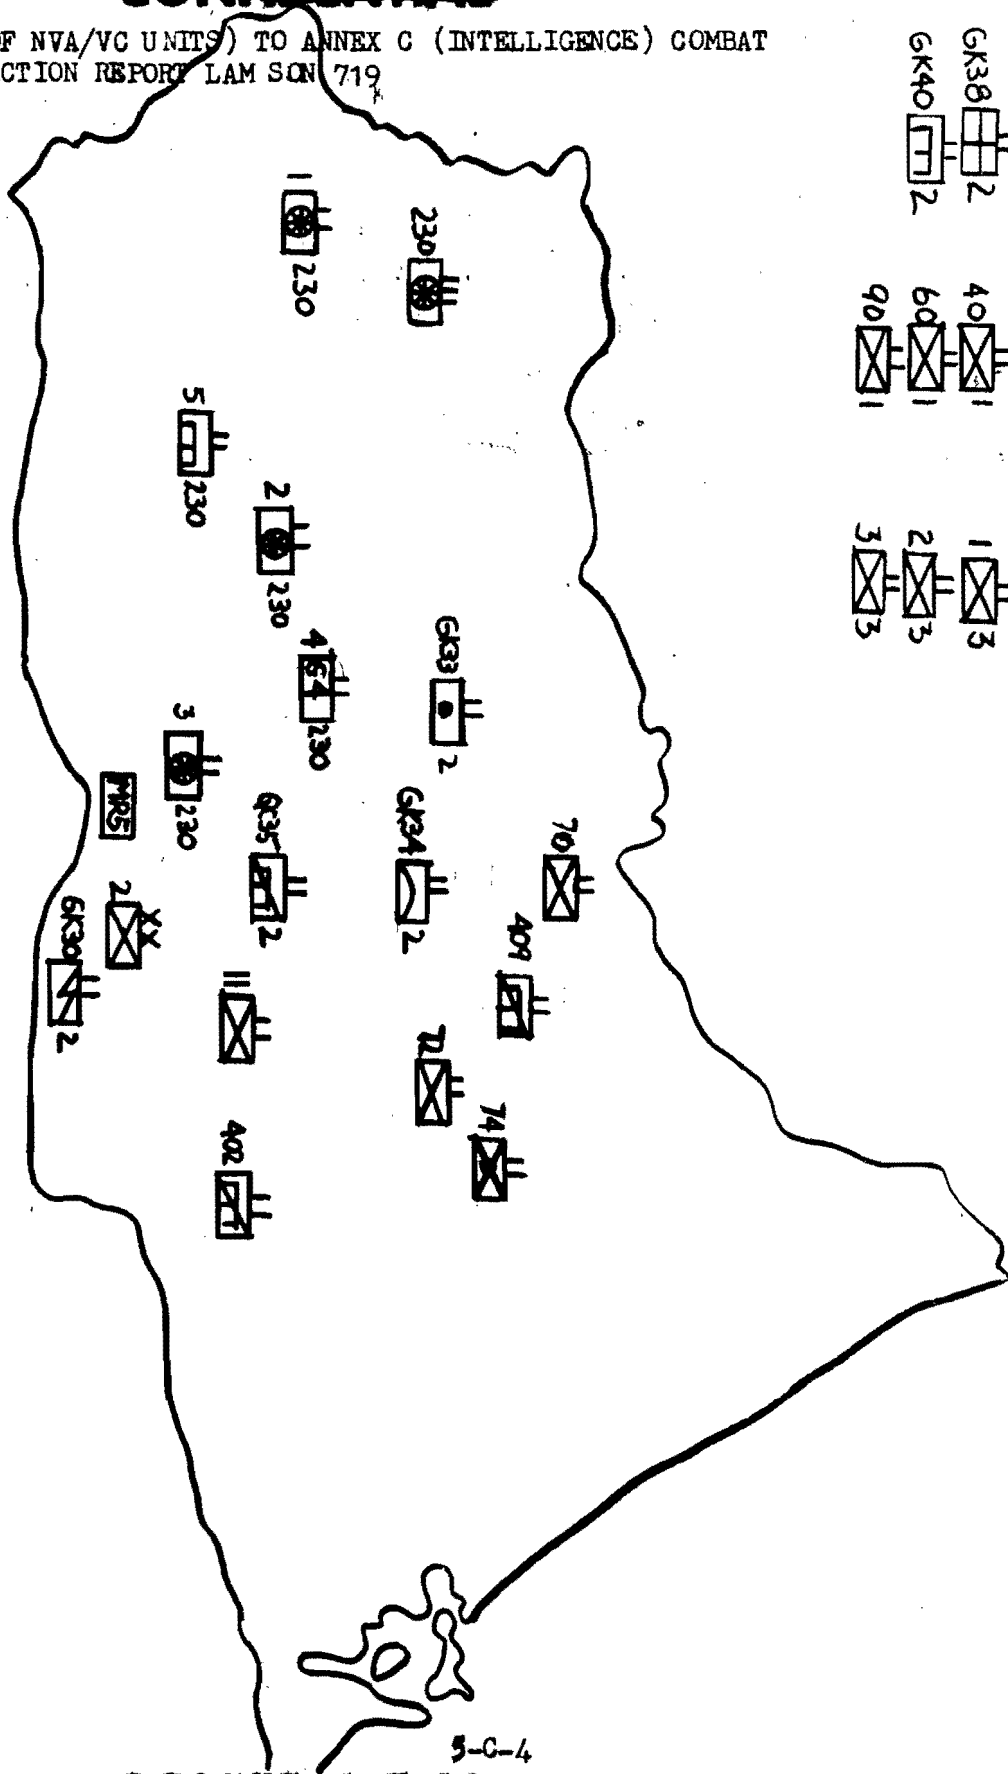 F NVA/VC UNITS) TO ANNEX C (INTELLIGENCE) COMBAT
CTION REPORT LAM SON 719
GK38 2
GK40 2
40 1
60 1
90 1
1 3
2 3
3 3
1 230
230
5 230
2 230
4 230
GK33 2
3 230
MR5
GK34 2
70
2 XX
GK30 2
409
11
72
74
402
5-C-4